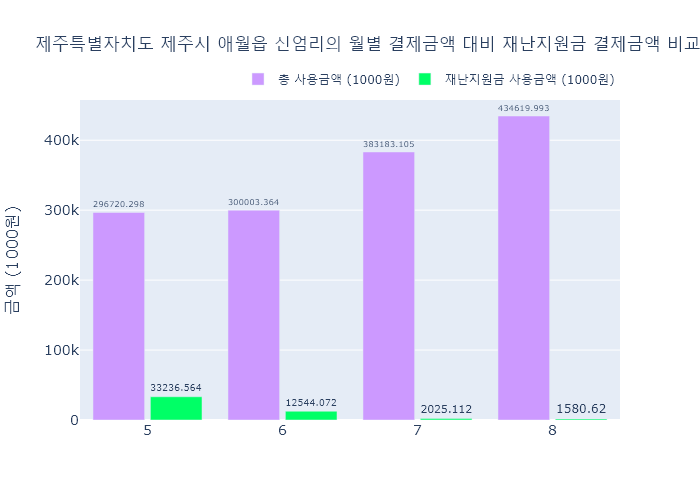 제주특별자치도 제주시 애월읍 신엄리의 월별 결제금액 대비 재난지원금 결제금액 비교
총 사용금액 (1000원)
재난지원금 사용금액 (1000원)
금액 (1000원)
400k
300k
200k
100k
0
296720.298
33236.564
300003.364
12544.072
383183.105
2025.112
434619.993
1580.62
5
6
7
8